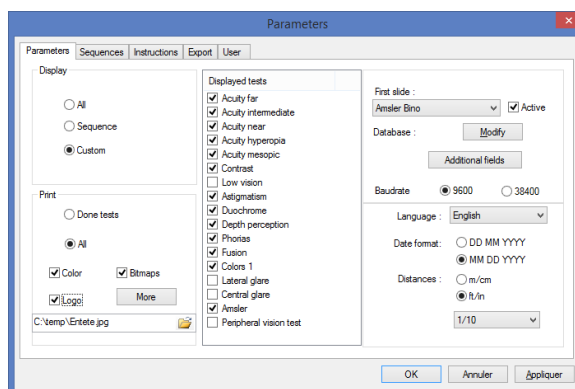 Parameters
Parameters Sequences Instructions Export User
Display
All
Sequence
Custom
Print
Done tests
All
Color Bitmaps
Logo More
C:\temp\Entete.jpg
Displayed tests
Acuity far
Acuity intermediate
Acuity near
Acuity hyperopia
Acuity mesopic
Contrast
Low vision
Astigmatism
Duochrome
Depth perception
Phorias
Fusion
Colors 1
Lateral glare
Central glare
Amsler
Peripheral vision test
First slide :
Amsler Bino Active
Database : Modify
Additional fields
Baudrate 9600 38400
Language : English
Date format: DD MM YYYY
MM DD YYYY
Distances : m/cm
ft/in
1/10
OK Annuler Appliquer